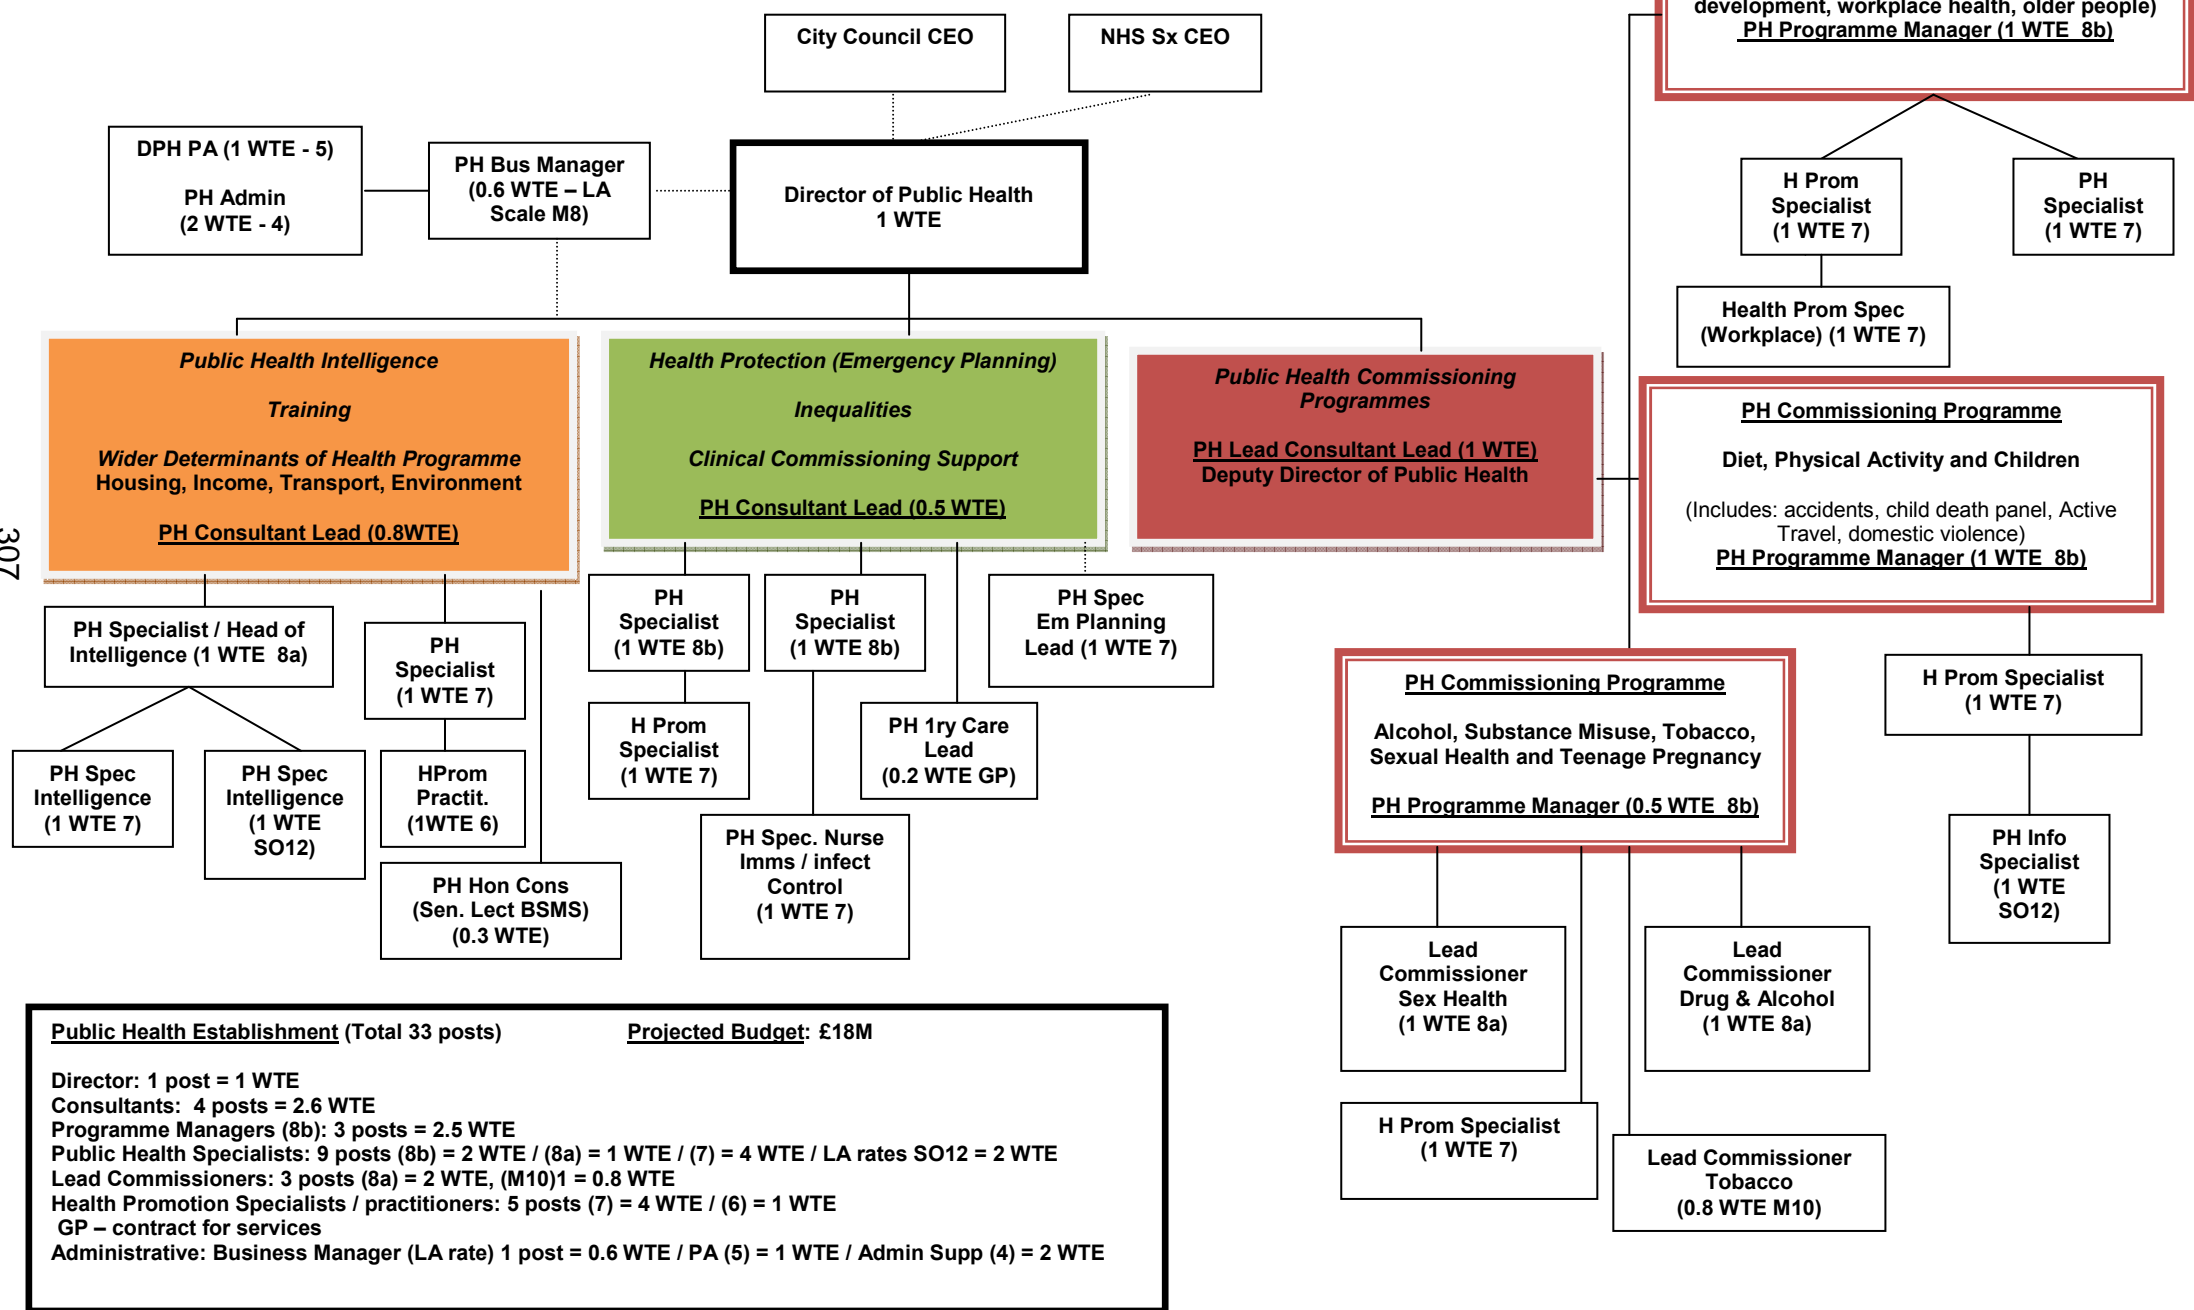 development, workplace health, older people)
PH Programme Manager (1 WTE  8b)
City Council CEO
NHS Sx CEO
DPH PA (1 WTE - 5)
PH Admin
(2 WTE - 4)
PH Bus Manager
(0.6 WTE – LA
Scale M8)
Director of Public Health
1 WTE
H Prom
Specialist
(1 WTE 7)
PH
Specialist
(1 WTE 7)
Health Prom Spec
(Workplace) (1 WTE 7)
Public Health Intelligence
Training
Wider Determinants of Health Programme
Housing, Income, Transport, Environment
PH Consultant Lead (0.8WTE)
Health Protection (Emergency Planning)
Inequalities
Clinical Commissioning Support
PH Consultant Lead (0.5 WTE)
Public Health Commissioning
Programmes
PH Lead Consultant Lead (1 WTE)
Deputy Director of Public Health
PH Commissioning Programme
Diet, Physical Activity and Children
(Includes: accidents, child death panel, Active
Travel, domestic violence)
PH Programme Manager (1 WTE  8b)
307
PH Specialist / Head of
Intelligence (1 WTE  8a)
PH
Specialist
(1 WTE 7)
PH
Specialist
(1 WTE 8b)
PH
Specialist
(1 WTE 8b)
PH Spec
Em Planning
Lead (1 WTE 7)
PH Spec
Intelligence
(1 WTE 7)
PH Spec
Intelligence
(1 WTE
SO12)
HProm
Practit.
(1WTE 6)
H Prom
Specialist
(1 WTE 7)
PH 1ry Care
Lead
(0.2 WTE GP)
PH Hon Cons
(Sen. Lect BSMS)
(0.3 WTE)
PH Spec. Nurse
Imms / infect
Control
(1 WTE 7)
PH Commissioning Programme
Alcohol, Substance Misuse, Tobacco,
Sexual Health and Teenage Pregnancy
PH Programme Manager (0.5 WTE  8b)
H Prom Specialist
(1 WTE 7)
PH Info
Specialist
(1 WTE
SO12)
Lead
Commissioner
Sex Health
(1 WTE 8a)
Lead
Commissioner
Drug & Alcohol
(1 WTE 8a)
H Prom Specialist
(1 WTE 7)
Lead Commissioner
Tobacco
(0.8 WTE M10)
Public Health Establishment (Total 33 posts) Projected Budget: £18M
Director: 1 post = 1 WTE
Consultants:  4 posts = 2.6 WTE
Programme Managers (8b): 3 posts = 2.5 WTE
Public Health Specialists: 9 posts (8b) = 2 WTE / (8a) = 1 WTE / (7) = 4 WTE / LA rates SO12 = 2 WTE
Lead Commissioners: 3 posts (8a) = 2 WTE, (M10)1 = 0.8 WTE
Health Promotion Specialists / practitioners: 5 posts (7) = 4 WTE / (6) = 1 WTE
GP – contract for services
Administrative: Business Manager (LA rate) 1 post = 0.6 WTE / PA (5) = 1 WTE / Admin Supp (4) = 2 WTE